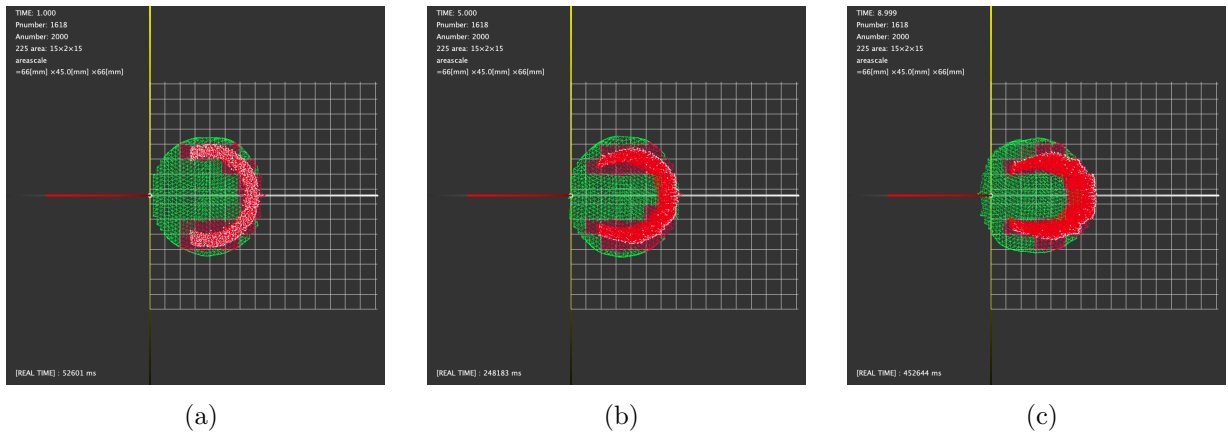 TIME: 1.000
Pnumber: 1618
Anumber: 2000
225 area: 15×2×15
areascale
=66[mm] ×45.0[mm] ×66[mm]
[REAL TIME] : 52601 ms
(a)
TIME: 5.000
Pnumber: 1618
Anumber: 2000
225 area: 15×2×15
areascale
=66[mm] ×45.0[mm] ×66[mm]
[REAL TIME] : 248183 ms
(b)
TIME: 8.999
Pnumber: 1618
Anumber: 2000
225 area: 15×2×15
areascale
=66[mm] ×45.0[mm] ×66[mm]
[REAL TIME] : 452644 ms
(c)